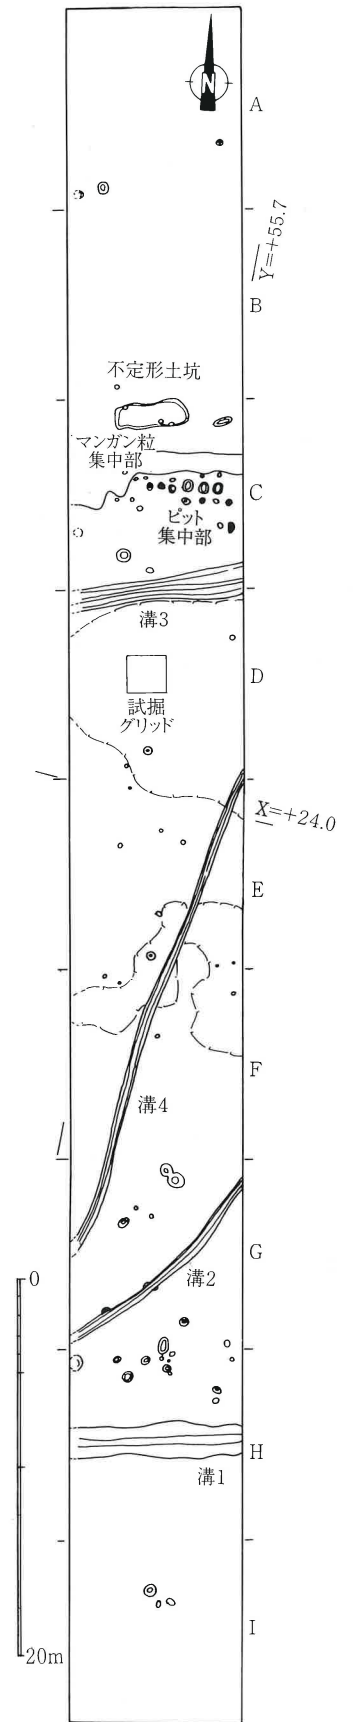 N
A
Y=+55.7
B
不定形土坑
マンガン粒
集中部
C
ピット
集中部
溝3
D
試掘
グリッド
X=+24.0
E
F
溝4
G
0
溝2
H
溝1
I
20m